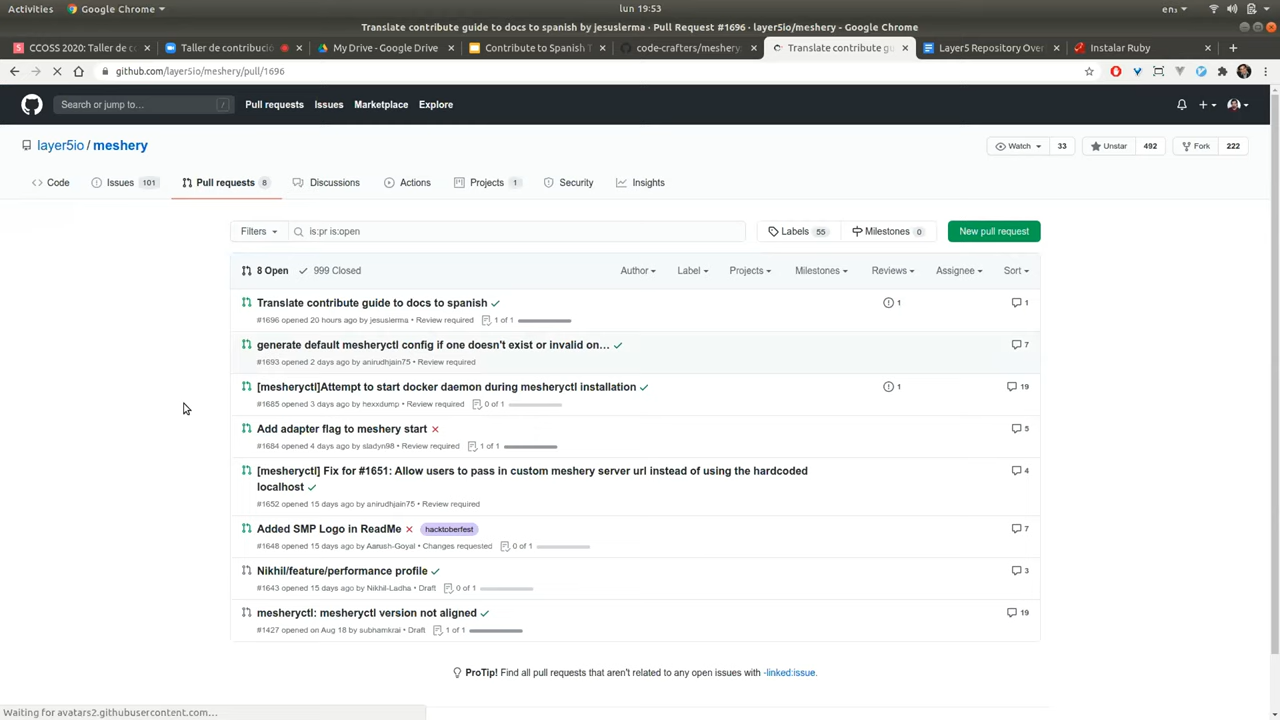 Activities
Google Chrome
lun 19:53
en₁
Translate contribute guide to docs to spanish by jesuslerma · Pull Request #1696 · layer5io/meshery - Google Chrome
CCOSS 2020: Taller de co
Taller de contribució
My Drive - Google Drive
Contribute to Spanish T
code-crafters/meshery:
Translate contribute gu
Layer5 Repository Over
Instalar Ruby
github.com/layer5io/meshery/pull/1696
Search or jump to...
/
Pull requests
Issues
Marketplace
Explore
layer5io / meshery
Watch
33
Unstar
492
Fork
222
Code
Issues 101
Pull requests 8
Discussions
Actions
Projects 1
Security
Insights
Filters
is:pr is:open
Labels 55
Milestones 0
New pull request
8 Open
999 Closed
Author
Label
Projects
Milestones
Reviews
Assignee
Sort
Translate contribute guide to docs to spanish
1
1
#1696 opened 20 hours ago by jesuslerma • Review required 1 of 1
generate default mesheryctl config if one doesn't exist or invalid on…
7
#1693 opened 2 days ago by anirudhjain75 • Review required
[mesheryctl]Attempt to start docker daemon during mesheryctl installation
1
19
#1685 opened 3 days ago by hexxdump • Review required 0 of 1
Add adapter flag to meshery start
5
#1684 opened 4 days ago by sladyn98 • Review required 1 of 1
[mesheryctl] Fix for #1651: Allow users to pass in custom meshery server url instead of using the hardcoded
localhost
4
#1652 opened 15 days ago by anirudhjain75 • Review required
Added SMP Logo in ReadMe
hacktoberfest
7
#1648 opened 15 days ago by Aarush-Goyal • Changes requested 0 of 1
Nikhil/feature/performance profile
3
#1643 opened 15 days ago by Nikhil-Ladha • Draft 0 of 1
mesheryctl: mesheryctl version not aligned
19
#1427 opened on Aug 18 by subhamkrai • Draft 1 of 1
ProTip! Find all pull requests that aren't related to any open issues with -linked:issue.
Waiting for avatars2.githubusercontent.com...